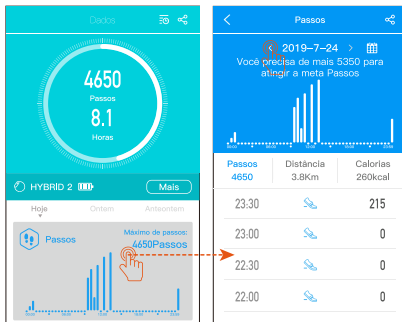 Dados
4650
Passos
8.1
Horas
HYBRID 2
Mais
Hoje
Ontem
Anteontem
Passos
Máximo de passos:
4650Passos
Passos
2019-7-24
Você precisa de mais 5350 para
atingir a meta Passos
Passos
4650
Distância
3.8Km
Calorias
260kcal
23:30
215
23:00
0
22:30
0
22:00
0